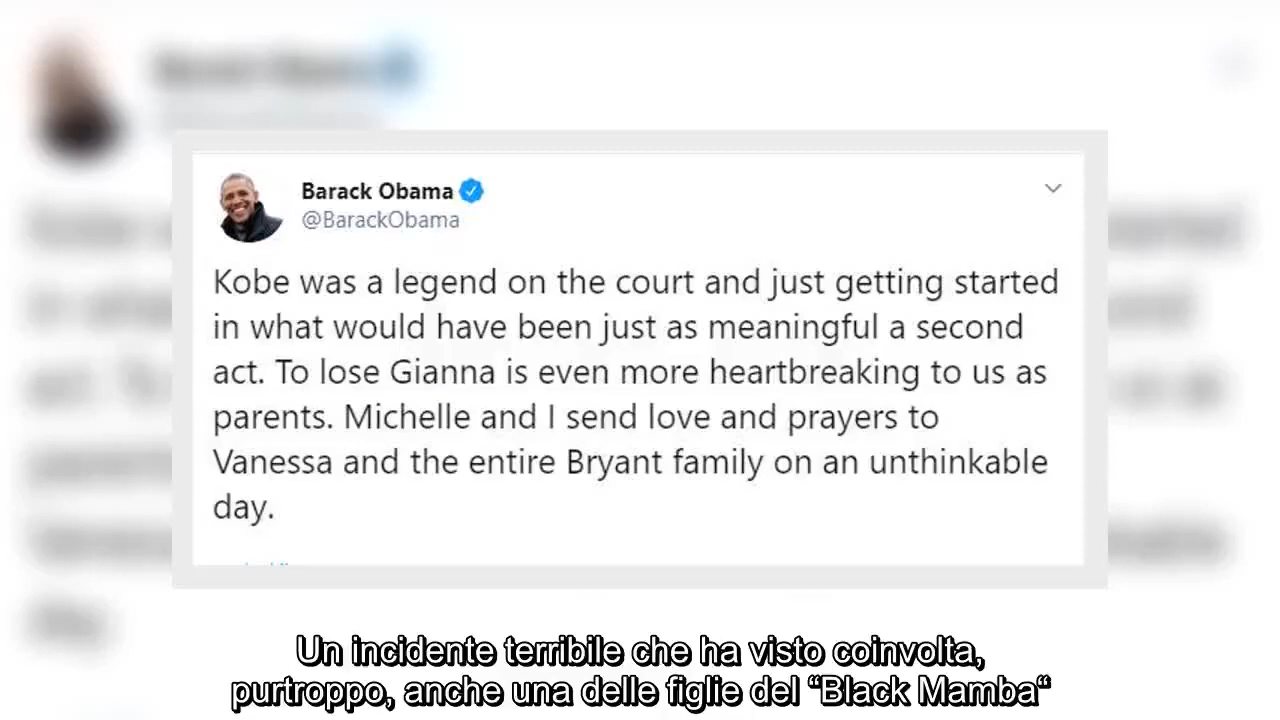 Barack Obama
@BarackObama
Kobe was a legend on the court and just getting started
in what would have been just as meaningful a second
act. To lose Gianna is even more heartbreaking to us as
parents. Michelle and I send love and prayers to
Vanessa and the entire Bryant family on an unthinkable
day.
Un incidente terribile che ha visto coinvolta,
purtroppo, anche una delle figlie del “Black Mamba“